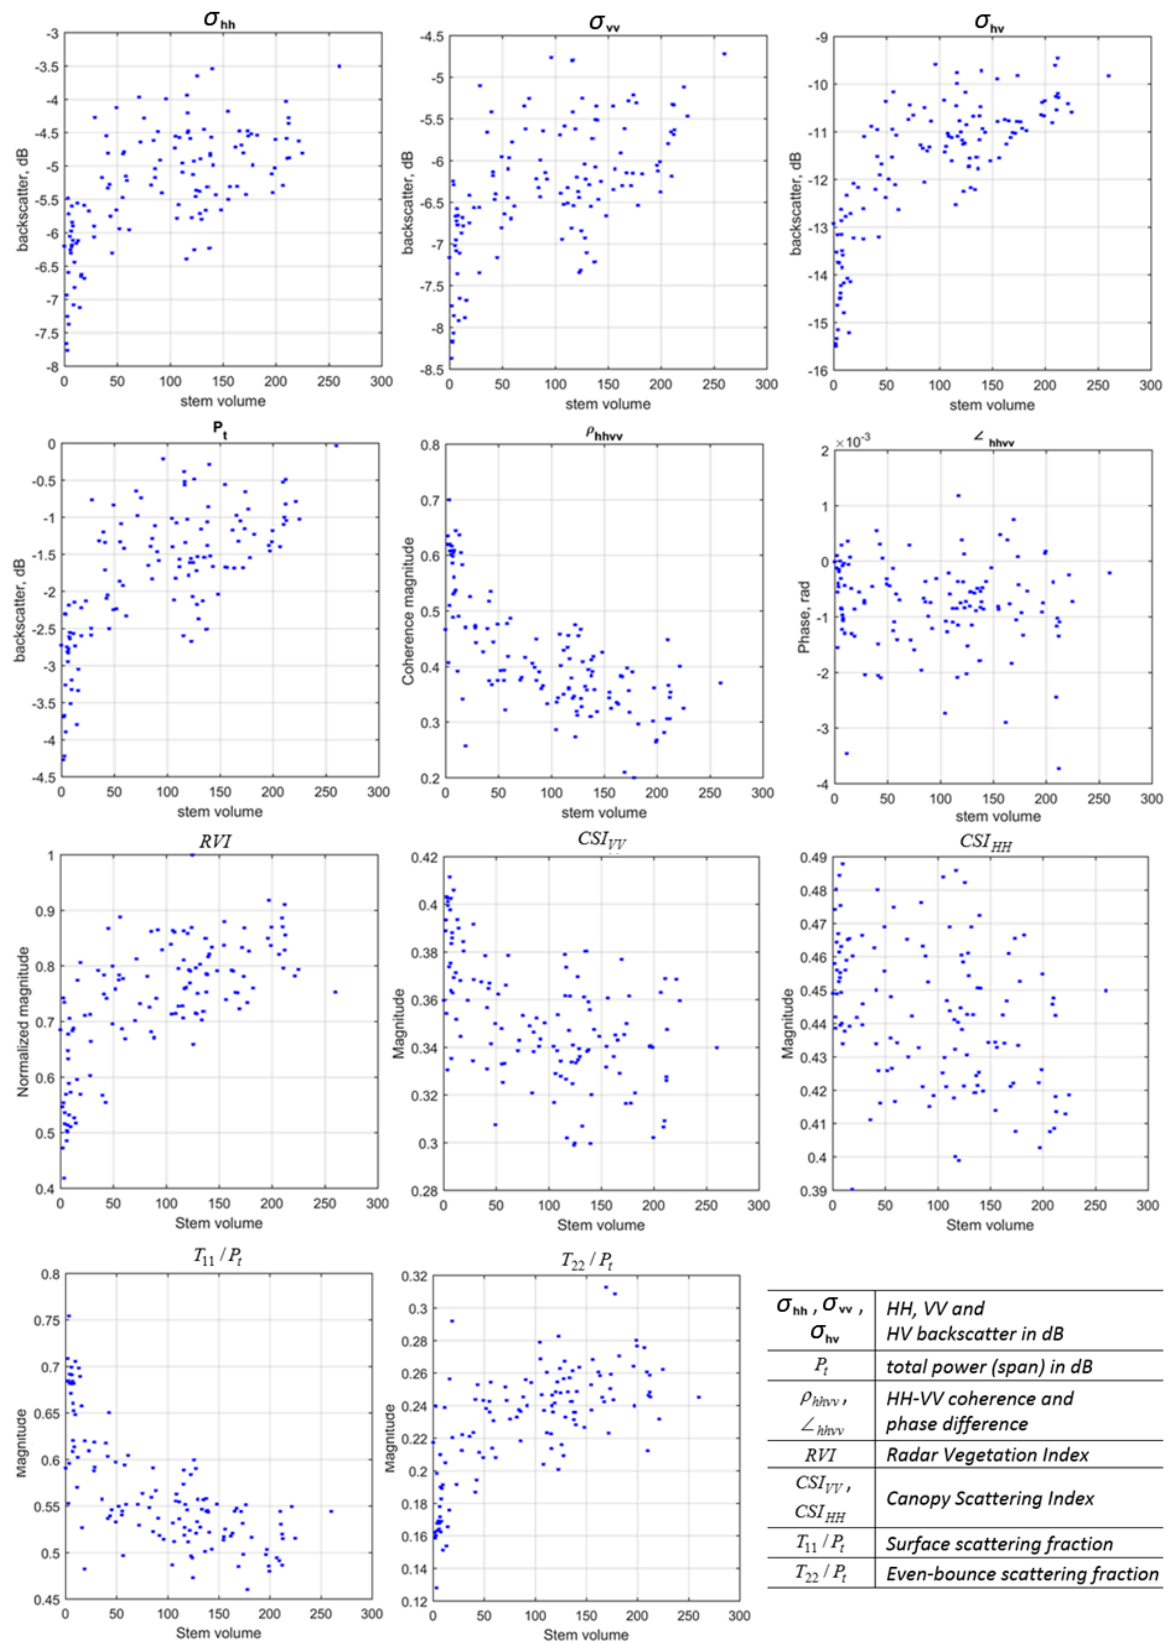 σhh σvv σhv
-3
-3.5
-4
-4.5
-5
-5.5
-6
-6.5
-7
-7.5
-8
backscatter, dB
0 50 100 150 200 250 300
stem volume
-4.5
-5
-5.5
-6
-6.5
-7
-7.5
-8
-8.5
backscatter, dB
0 50 100 150 200 250 300
stem volume
-9
-10
-11
-12
-13
-14
-15
-16
backscatter, dB
0 50 100 150 200 250 300
stem volume
Pt
0
-0.5
-1
-1.5
-2
-2.5
-3
-3.5
-4
-4.5
backscatter, dB
0 50 100 150 200 250 300
stem volume
ρhhvv
0.8
0.7
0.6
0.5
0.4
0.3
0.2
Coherence magnitude
0 50 100 150 200 250 300
stem volume
∠hhvv
×10-3
2
1
0
-1
-2
-3
-4
Phase, rad
0 50 100 150 200 250 300
stem volume
RVI
1
0.9
0.8
0.7
0.6
0.5
0.4
Normalized magnitude
0 50 100 150 200 250 300
Stem volume
CSIVV
0.42
0.4
0.38
0.36
0.34
0.32
0.3
0.28
Magnitude
0 50 100 150 200 250 300
Stem volume
CSIHH
0.49
0.48
0.47
0.46
0.45
0.44
0.43
0.42
0.41
0.4
0.39
Magnitude
0 50 100 150 200 250 300
Stem volume
T11 / Pt
0.8
0.75
0.7
0.65
0.6
0.55
0.5
0.45
Magnitude
0 50 100 150 200 250 300
Stem volume
T22 / Pt
0.32
0.3
0.28
0.26
0.24
0.22
0.2
0.18
0.16
0.14
0.12
Magnitude
0 50 100 150 200 250 300
Stem volume
σhh , σvv , HH, VV and
σhv HV backscatter in dB
Pt total power (span) in dB
ρhhvv , HH-VV coherence and
∠hhvv phase difference
RVI Radar Vegetation Index
CSIVV ,
CSIHH Canopy Scattering Index
T11 / Pt Surface scattering fraction
T22 / Pt Even-bounce scattering fraction